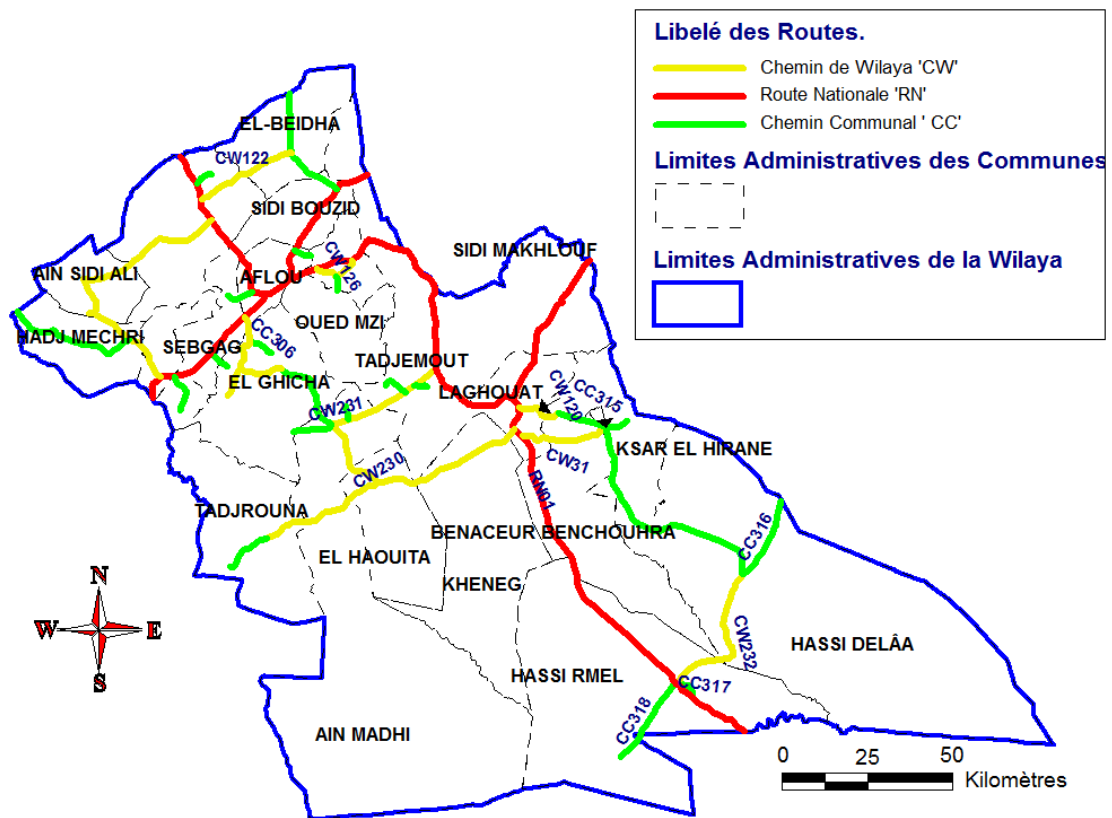 Libelé des Routes.
Chemin de Wilaya 'CW'
Route Nationale 'RN'
Chemin Communal ' CC'
Limites Administratives des Communes
Limites Administratives de la Wilaya
EL-BEIDHA
CW122
SIDI BOUZID
SIDI MAKHLOUF
CW126
AIN SIDI ALI
AFLOU
OUED MZI
HADJ MECHRI
SEBGAG
CC306
TADJEMOUT
EL GHICHA
LAGHOUAT
CC315
CW120
CW231
KSAR EL HIRANE
CW31
CW230
RN01
TADJROUNA
BENACEUR BENCHOUHRA
CC316
EL HAOUITA
KHENEG
N
W
E
S
CW232
HASSI DELÂA
HASSI RMEL
CC317
CC318
AIN MADHI
0 25 50
Kilomètres